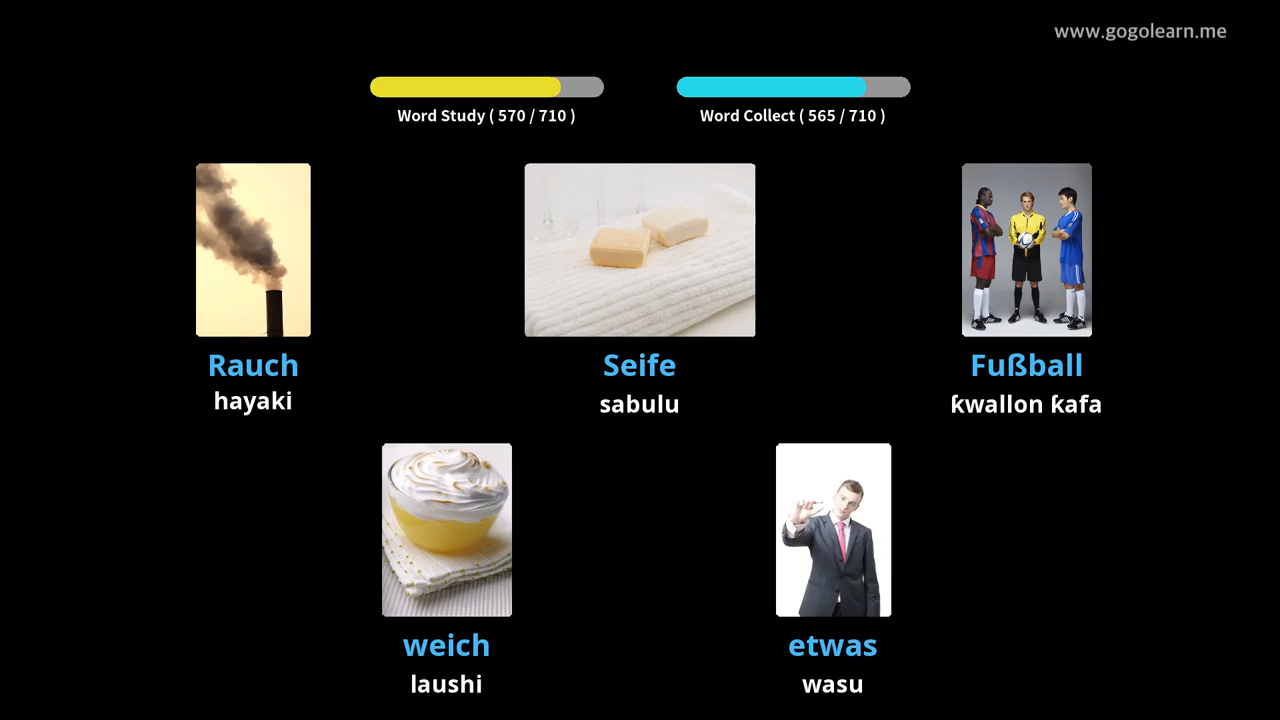 www.gogolearn.me
Word Study ( 570 / 710 )
Word Collect ( 565 / 710 )
Rauch
hayaki
Seife
sabulu
Fußball
ƙwallon ƙafa
weich
laushi
etwas
wasu